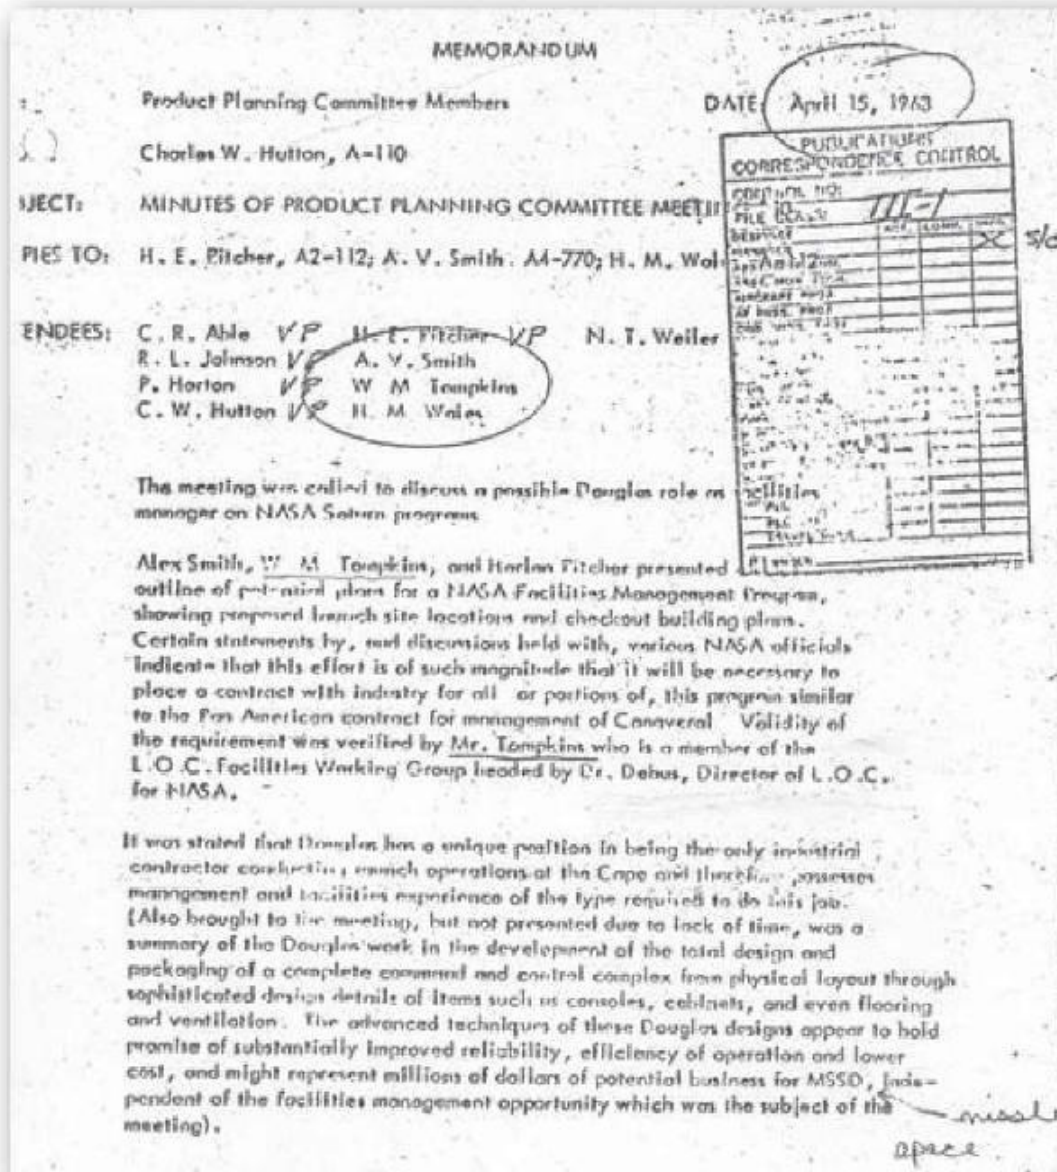 MEMORANDUM
Product Planning Committee Members DATE: April 15, 1963
Charles W. Hutton, A-110
PUBLICATIONS
CORRESPONDENCE CONTROL
CONTROL NO:
FILE III-1
JECT: MINUTES OF PRODUCT PLANNING COMMITTEE MEETI
PIES TO: H. E. Pitcher, A2-112; A. V. Smith. A4-770; H. M. Wal
ENDEES: C. R. Able VP H. E. Pitcher VP N. T. Weiler
R. L. Johnson VP A. V. Smith
P. Horton VP W M Tompkins
C. W. Hutton VP H. M Wales
The meeting was called to discuss a possible Douglas role as facilities
manager on NASA Saturn programs
Alex Smith, W M Tompkins, and Harlan Pitcher presented
outline of potential plans for a NASA Facilities Management Program,
showing proposed launch site locations and checkout building plans.
Certain statements by, and discussions held with, various NASA officials
indicate that this effort is of such magnitude that it will be necessary to
place a contract with industry for all or portions of, this program similar
to the Pan American contract for management of Canaveral Validity of
the requirement was verified by Mr. Tompkins who is a member of the
L.O.C. Facilities Working Group headed by Dr. Debus, Director of L.O.C.
for NASA.
It was stated that Douglas has a unique position in being the only industrial
contractor conducting launch operations at the Cape and therefore possesses
management and facilities experience of the type required to do this job.
(Also brought to the meeting, but not presented due to lack of time, was a
summary of the Douglas work in the development of the total design and
packaging of a complete command and control complex from physical layout through
sophisticated design details of items such as consoles, cabinets, and even flooring
and ventilation. The advanced techniques of these Douglas designs appear to hold
promise of substantially improved reliability, efficiency of operation and lower
cost, and might represent millions of dollars of potential business for MSSD, inde-
pendent of the facilities management opportunity which was the subject of the
meeting).
missle
space